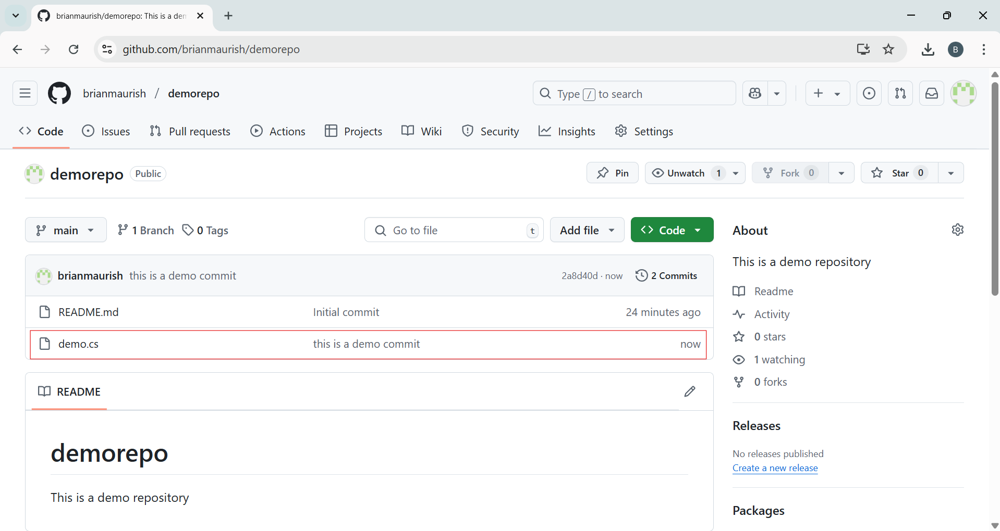 brianmaurish/demorepo: This is a den
github.com/brianmaurish/demorepo
B
brianmaurish / demorepo
Type / to search
Code Issues Pull requests Actions Projects Wiki Security Insights Settings
demorepo Public
Pin Unwatch 1 Fork 0 Star 0
main 1 Branch 0 Tags Go to file t Add file Code
brianmaurish this is a demo commit 2a8d40d · now 2 Commits
README.md Initial commit 24 minutes ago
demo.cs this is a demo commit now
README
demorepo
This is a demo repository
About
This is a demo repository
Readme
Activity
0 stars
1 watching
0 forks
Releases
No releases published
Create a new release
Packages